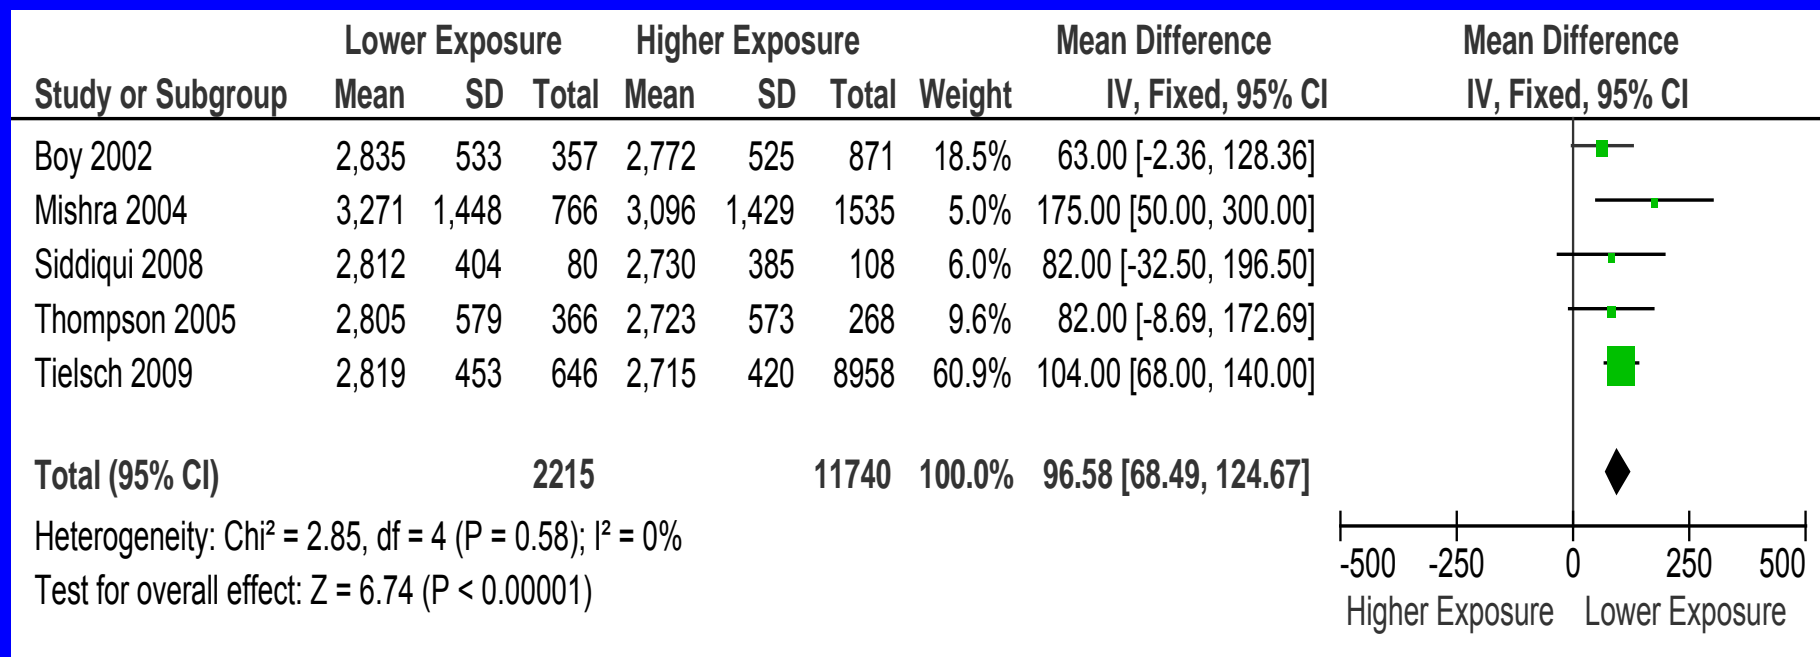 Lower Exposure Higher Exposure Mean Difference Mean Difference
Study or Subgroup Mean SD Total Mean SD Total Weight IV, Fixed, 95% CI IV, Fixed, 95% CI
Boy 2002 2,835 533 357 2,772 525 871 18.5% 63.00 [-2.36, 128.36]
Mishra 2004 3,271 1,448 766 3,096 1,429 1535 5.0% 175.00 [50.00, 300.00]
Siddiqui 2008 2,812 404 80 2,730 385 108 6.0% 82.00 [-32.50, 196.50]
Thompson 2005 2,805 579 366 2,723 573 268 9.6% 82.00 [-8.69, 172.69]
Tielsch 2009 2,819 453 646 2,715 420 8958 60.9% 104.00 [68.00, 140.00]
Total (95% CI) 2215 11740 100.0% 96.58 [68.49, 124.67]
Heterogeneity: Chi² = 2.85, df = 4 (P = 0.58); I² = 0%
Test for overall effect: Z = 6.74 (P < 0.00001)
-500 -250 0 250 500
Higher Exposure Lower Exposure